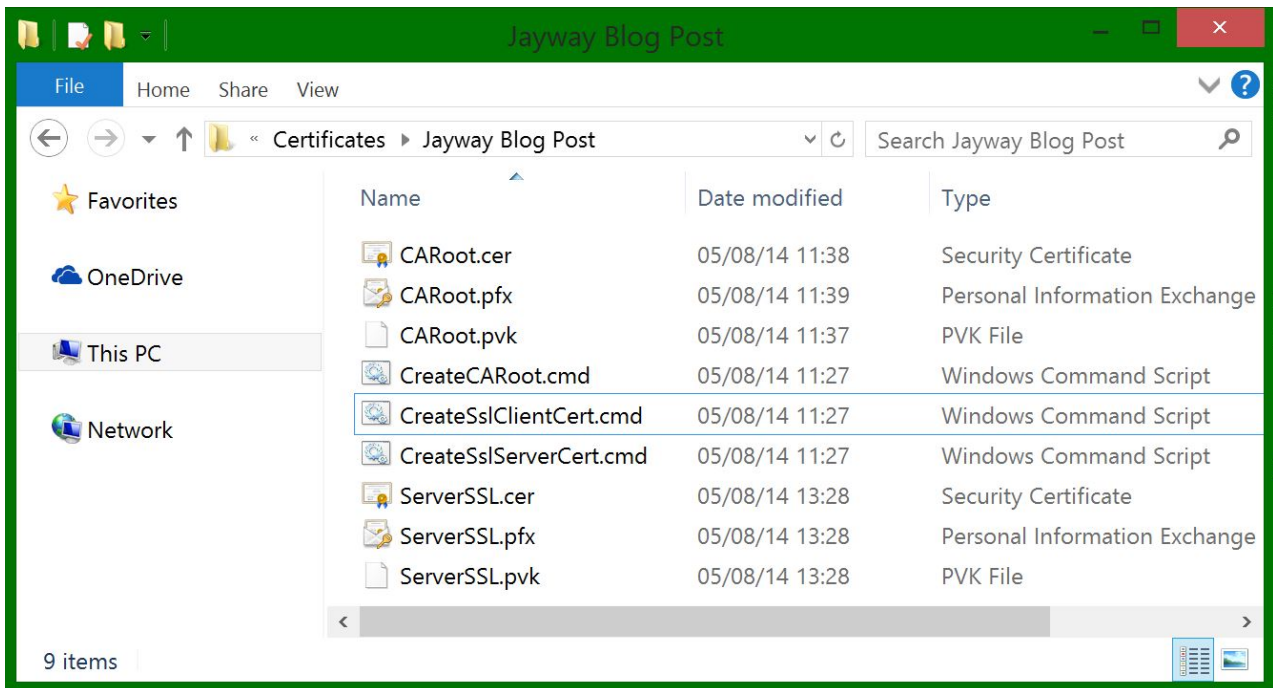 Jayway Blog Post
File Home Share View
« Certificates Jayway Blog Post Search Jayway Blog Post
Favorites
OneDrive
This PC
Network
Name Date modified Type
CARoot.cer 05/08/14 11:38 Security Certificate
CARoot.pfx 05/08/14 11:39 Personal Information Exchange
CARoot.pvk 05/08/14 11:37 PVK File
CreateCARoot.cmd 05/08/14 11:27 Windows Command Script
CreateSslClientCert.cmd 05/08/14 11:27 Windows Command Script
CreateSslServerCert.cmd 05/08/14 11:27 Windows Command Script
ServerSSL.cer 05/08/14 13:28 Security Certificate
ServerSSL.pfx 05/08/14 13:28 Personal Information Exchange
ServerSSL.pvk 05/08/14 13:28 PVK File
9 items